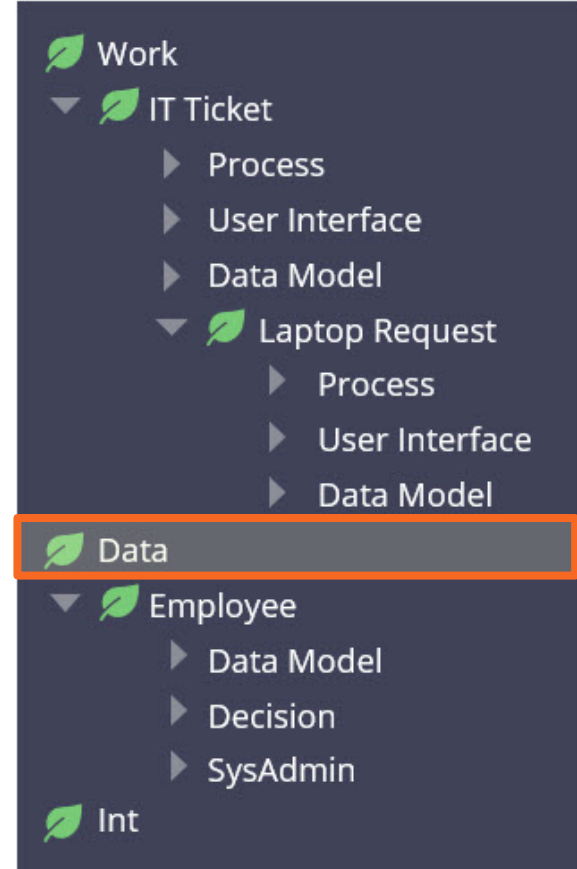 Work
IT Ticket
Process
User Interface
Data Model
Laptop Request
Process
User Interface
Data Model
Data
Employee
Data Model
Decision
SysAdmin
Int